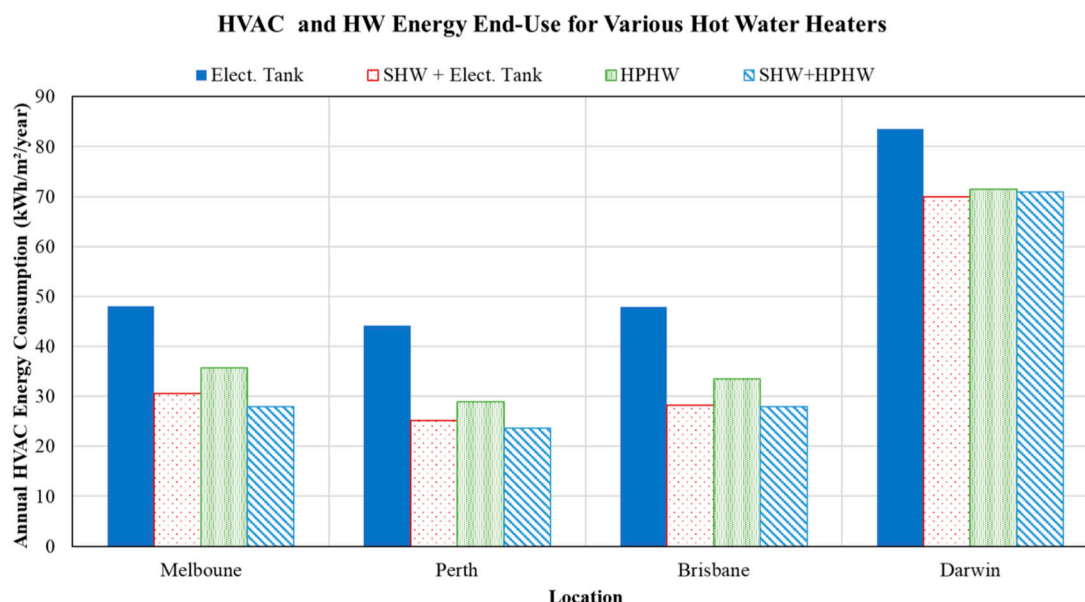 HVAC and HW Energy End-Use for Various Hot Water Heaters
Elect. Tank SHW + Elect. Tank HPHW SHW+HPHW
Annual HVAC Energy Consumption (kWh/m²/year)
90
80
70
60
50
40
30
20
10
0
Melboune Perth Brisbane Darwin
Location